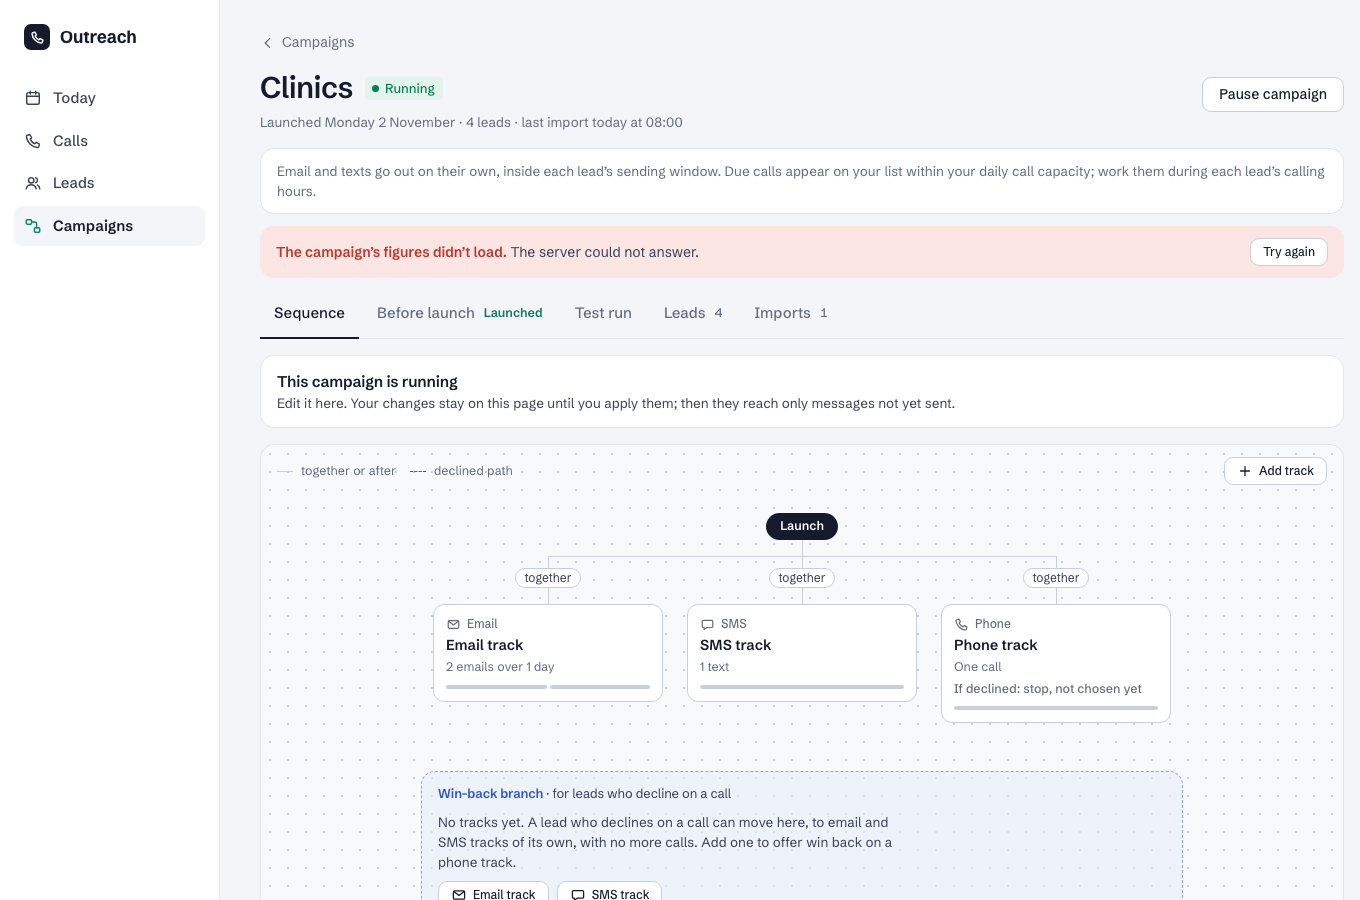 Outreach
Today
Calls
Leads
Campaigns
Campaigns
Clinics
Running
Pause campaign
Launched Monday 2 November · 4 leads · last import today at 08:00
Email and texts go out on their own, inside each lead’s sending window. Due calls appear on your list within your daily call capacity; work them during each lead’s calling
hours.
The campaign’s figures didn’t load. The server could not answer.
Try again
Sequence
Before launch Launched
Test run
Leads 4
Imports 1
This campaign is running
Edit it here. Your changes stay on this page until you apply them; then they reach only messages not yet sent.
together or after
declined path
Add track
Launch
together
together
together
Email
Email track
2 emails over 1 day
SMS
SMS track
1 text
Phone
Phone track
One call
If declined: stop, not chosen yet
Win-back branch · for leads who decline on a call
No tracks yet. A lead who declines on a call can move here, to email and
SMS tracks of its own, with no more calls. Add one to offer win back on a
phone track.
Email track
SMS track